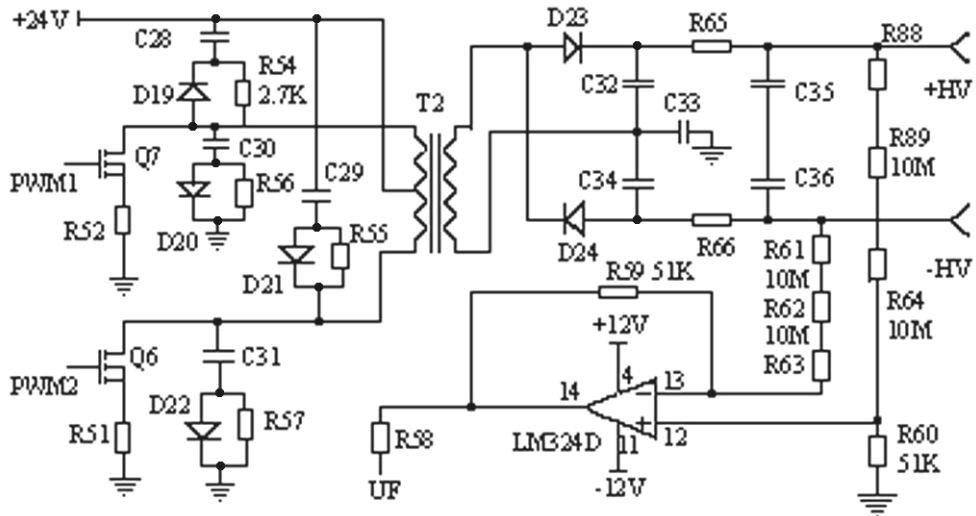 +24V
C28
D19
R54
2.7K
Q7
PWM1
R52
C30
R56
D20
C29
D21
R55
T2
D23
R65
C32
C33
C34
C35
C36
D24
R66
R88
+HV
R89
10M
-HV
R61
10M
R62
10M
R63
R64
10M
R59 51K
+12V
4
13
14
12
LM324D
11
-12V
R58
UF
R60
51K
Q6
PWM2
R51
C31
D22
R57